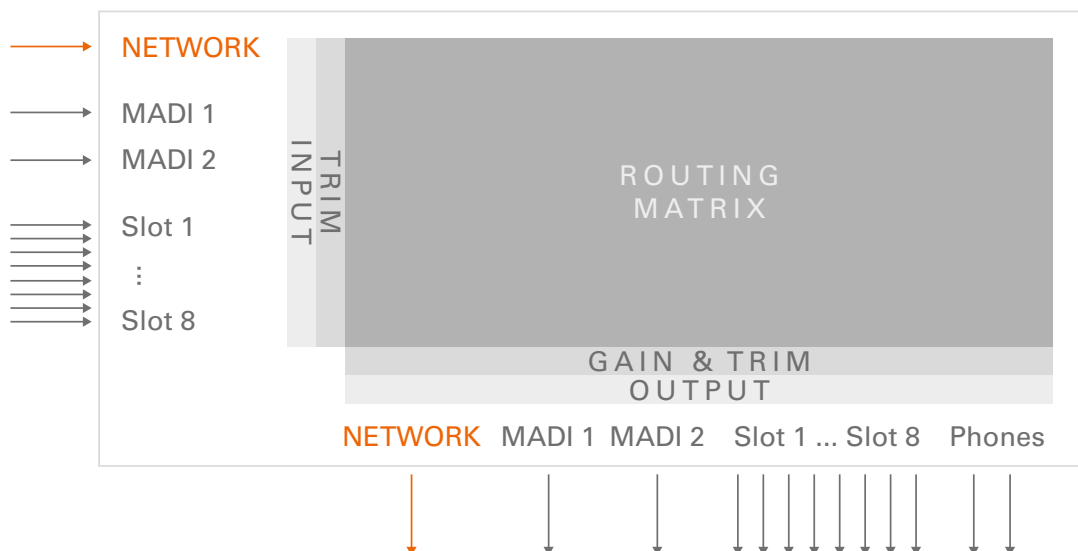 NETWORK
MADI 1
MADI 2
Slot 1
...
Slot 8
INPUT
TRIM
ROUTING
MATRIX
GAIN & TRIM
OUTPUT
NETWORK MADI 1 MADI 2 Slot 1 ... Slot 8 Phones